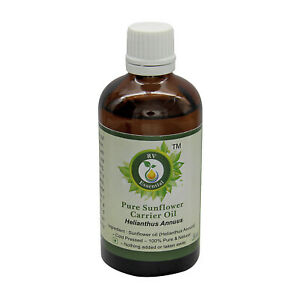 TM
RV
Essential
Pure Sunflower
Carrier Oil
Helianthus Annuus
Ingredient : Sunflower oil (Helianthus Annuus)
- Cold Pressed - 100% Pure & Natural
- Nothing added or taken away